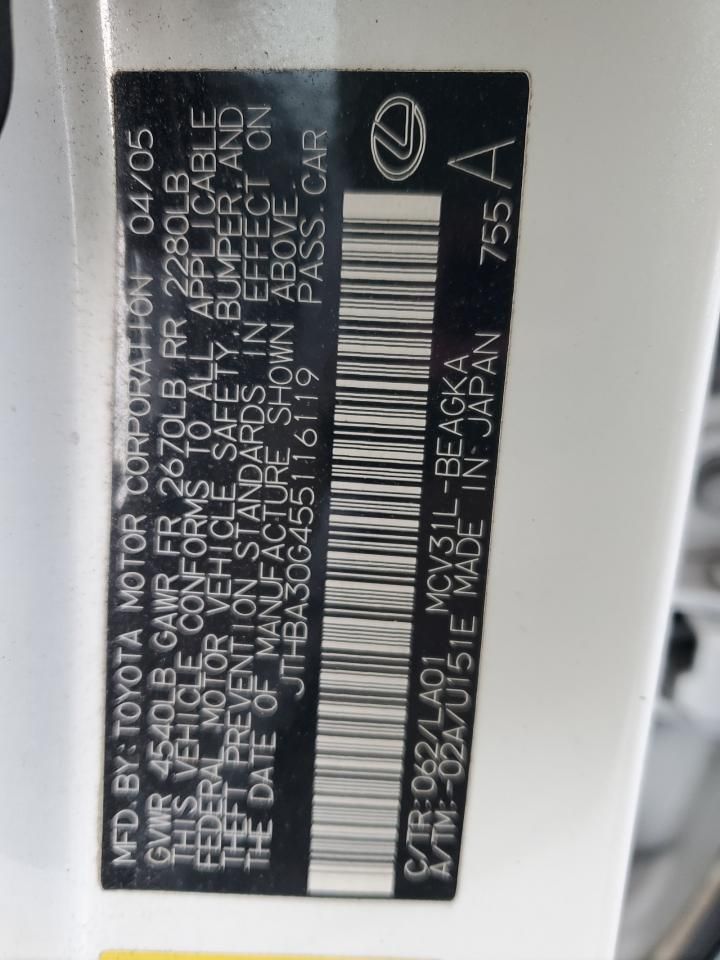 MFD. BY: TOYOTA MOTOR CORPORATION 04/05
GVWR 4540LB GAWR FR 2670LB RR 2280LB
THIS VEHICLE CONFORMS TO ALL APPLICABLE
FEDERAL MOTOR VEHICLE SAFETY, BUMPER, AND
THEFT PREVENTION STANDARDS IN EFFECT ON
THE DATE OF MANUFACTURE SHOWN ABOVE.
JTHBA30G455116119 PASS. CAR
C/TR: 062/LA01 MCV31L-BEAGKA
A/TM: -02A/U151E MADE IN JAPAN 755 A